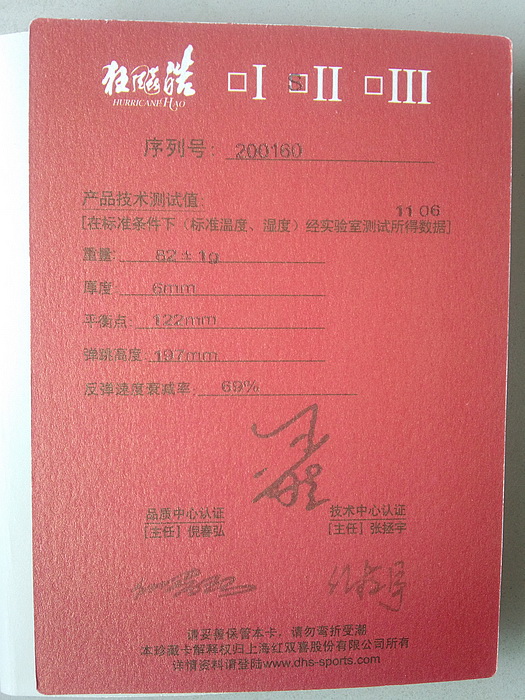 狂飚皓
HURRICANE HAO
□I S II □III
序列号: 200160
产品技术测试值:
11 06
[在标准条件下(标准温度、湿度)经实验室测试所得数据]
重量: 82±1g
厚度: 6mm
平衡点: 122mm
弹跳高度: 197mm
反弹速度衰减率: 69%
品质中心认证 技术中心认证
[主任] 倪喜弘 [主任] 张拯宇
请妥善保管本卡,请勿弯折受潮
本珍藏卡解释权归上海红双喜股份有限公司所有
详情资料请登陆www.dhs-sports.com